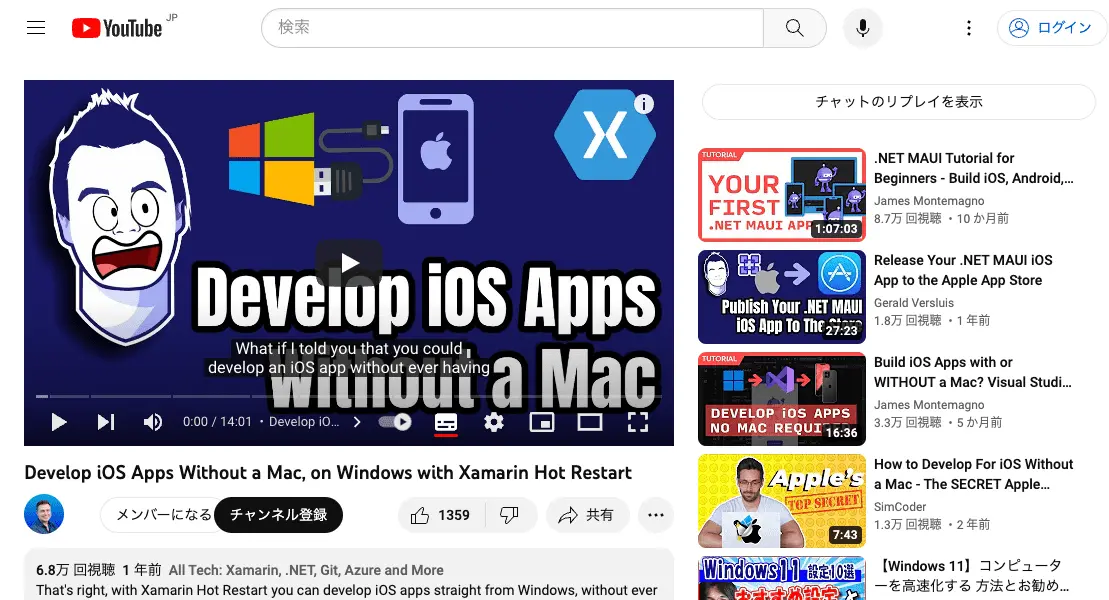 YouTube JP
検索
ログイン
Develop iOS Apps
Without a Mac
What if I told you that you could
develop an iOS app without ever having
0:00 / 14:01 • Develop iO...
Develop iOS Apps Without a Mac, on Windows with Xamarin Hot Restart
メンバーになる
チャンネル登録
1359
共有
6.8万 回視聴 1 年前 All Tech: Xamarin, .NET, Git, Azure and More
That's right, with Xamarin Hot Restart you can develop iOS apps straight from Windows, without ever
チャットのリプレイを表示
TUTORIAL
YOUR
FIRST
.NET MAUI APP
1:07:03
.NET MAUI Tutorial for
Beginners - Build iOS, Android,...
James Montemagno
8.7万 回視聴 • 10 か月前
Publish Your .NET MAUI
iOS App To The Store
27:23
Release Your .NET MAUI iOS
App to the Apple App Store
Gerald Versluis
1.8万 回視聴 • 1 年前
TUTORIAL
DEVELOP iOS APPS
NO MAC REQUIRED
16:36
Build iOS Apps with or
WITHOUT a Mac? Visual Studi...
James Montemagno
3.3万 回視聴 • 5 か月前
Apple's
TOP SECRET
7:43
How to Develop For iOS Without
a Mac - The SECRET Apple...
SimCoder
1.3万 回視聴 • 2 年前
Windows11 設定10選
おすすめ設定と
【Windows 11】コンピュータ
ーを高速化する 方法とお勧め...